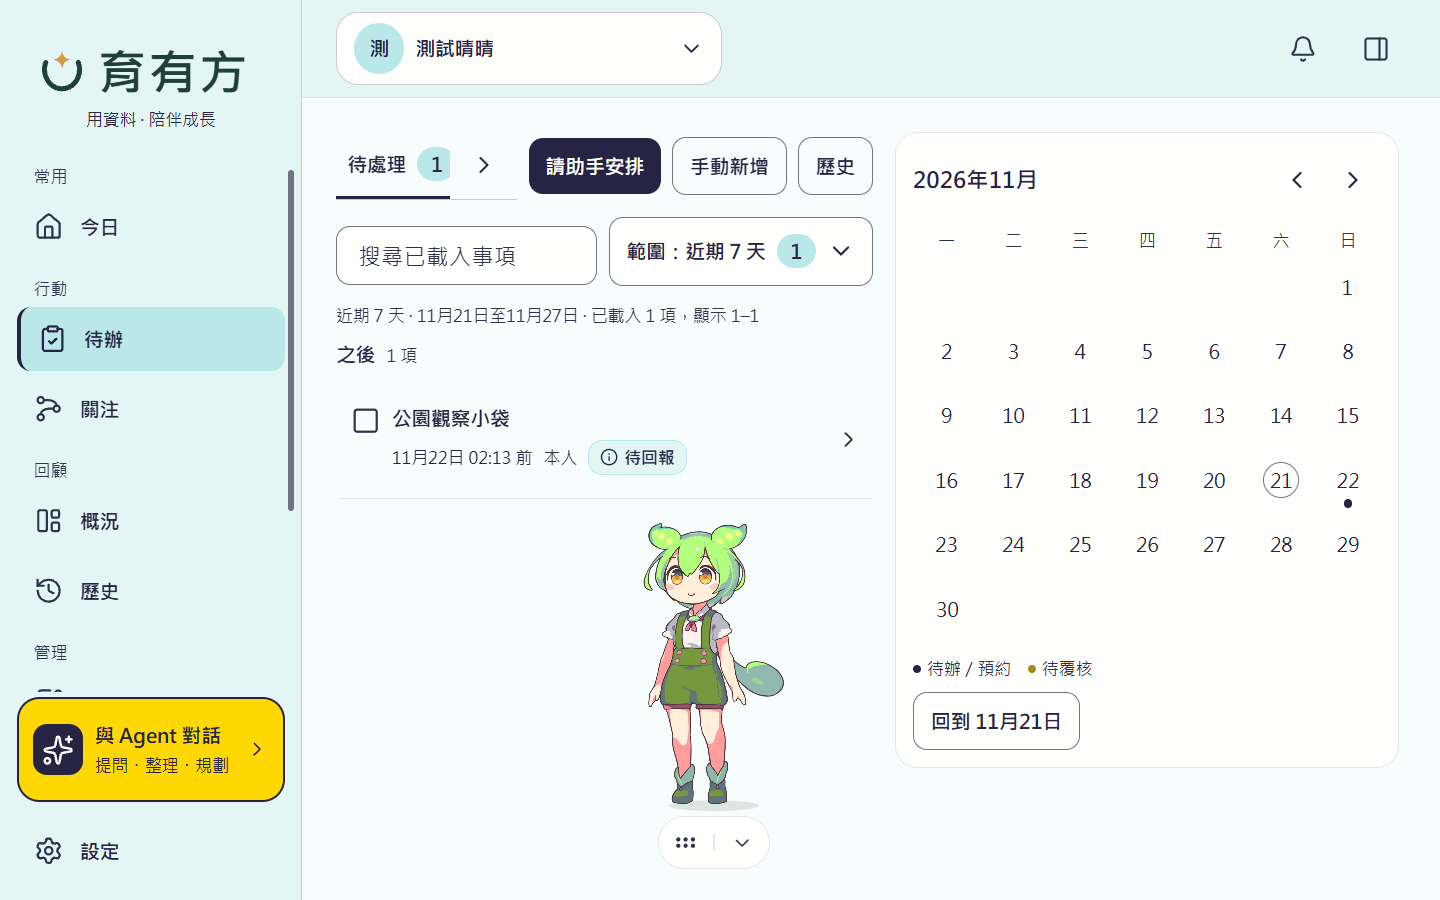 育有方
用資料 · 陪伴成長
常用
今日
行動
待辦
關注
回顧
概況
歷史
管理
與 Agent 對話
提問 · 整理 · 規劃
設定
測 測試晴晴
待處理 1
請助手安排
手動新增
歷史
搜尋已載入事項
範圍：近期 7 天 1
近期 7 天 · 11月21日至11月27日 · 已載入 1 項，顯示 1–1
之後 1 項
公園觀察小袋
11月22日 02:13 前 本人 待回報
2026年11月
一 二 三 四 五 六 日
1
2 3 4 5 6 7 8
9 10 11 12 13 14 15
16 17 18 19 20 21 22
23 24 25 26 27 28 29
30
待辦 / 預約 待覆核
回到 11月21日